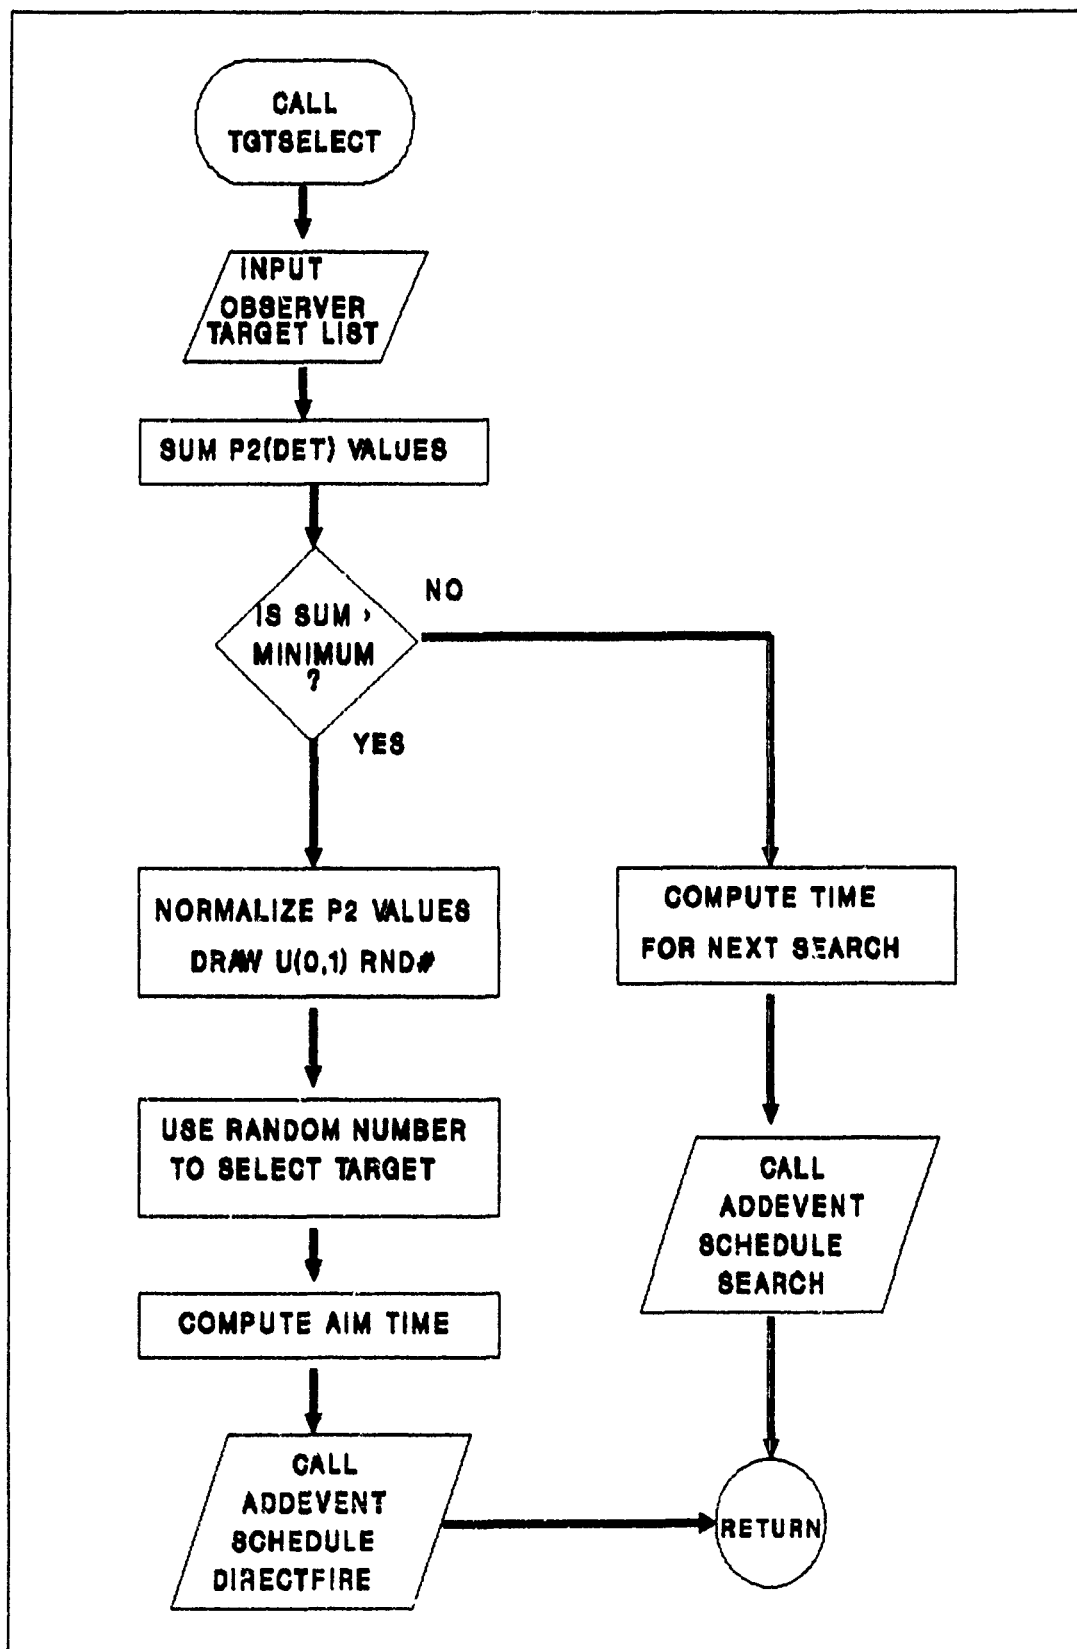 CALL
TGTSELECT
INPUT
OBSERVER
TARGET LIST
SUM P2(DET) VALUES
NO
IS SUM >
MINIMUM
?
YES
NORMALIZE P2 VALUES
DRAW U(0,1) RND#
COMPUTE TIME
FOR NEXT SEARCH
USE RANDOM NUMBER
TO SELECT TARGET
CALL
ADDEVENT
SCHEDULE
SEARCH
COMPUTE AIM TIME
CALL
ADDEVENT
SCHEDULE
DIRECTFIRE
RETURN